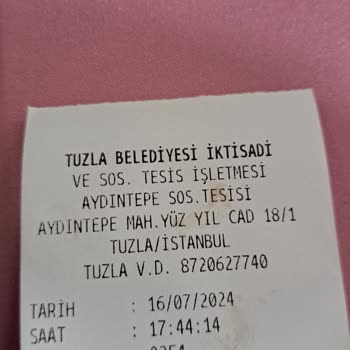 TUZLA BELEDİYESİ İKTİSADİ
VE SOS. TESİS İŞLETMESİ
AYDINTEPE SOS.TESİSİ
AYDINTEPE MAH.YÜZ YIL CAD 18/1
TUZLA/İSTANBUL
TUZLA V.D. 8720627740
TARİH : 16/07/2024
SAAT : 17:44:14